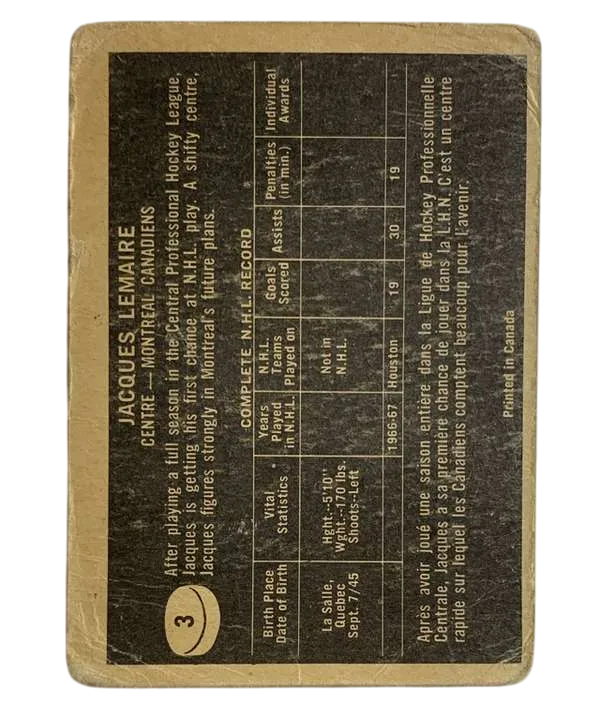 3
JACQUES LEMAIRE
CENTRE — MONTREAL CANADIENS
After playing a full season in the Central Professional Hockey League,
Jacques is getting his first chance at N.H.L. play. A shifty centre,
Jacques figures strongly in Montreal's future plans.
COMPLETE N.H.L. RECORD
Birth Place
Date of Birth
Vital
Statistics
Years
Played
in N.H.L.
N.H.L.
Teams
Played on
Goals
Scored
Assists
Penalties
(in min.)
Individual
Awards
La Salle,
Quebec
Sept. 7/45
Hght.--5'10"
Wght.--170 lbs.
Shoots--Left
Not in
N.H.L.
1966-67 Houston 19 30 19
Après avoir joué une saison entière dans la Ligue de Hockey Professionnelle
Centrale, Jacques a sa première chance de jouer dans la L.H.N. C'est un centre
rapide sur lequel les Canadiens comptent beaucoup pour l'avenir.
Printed in Canada